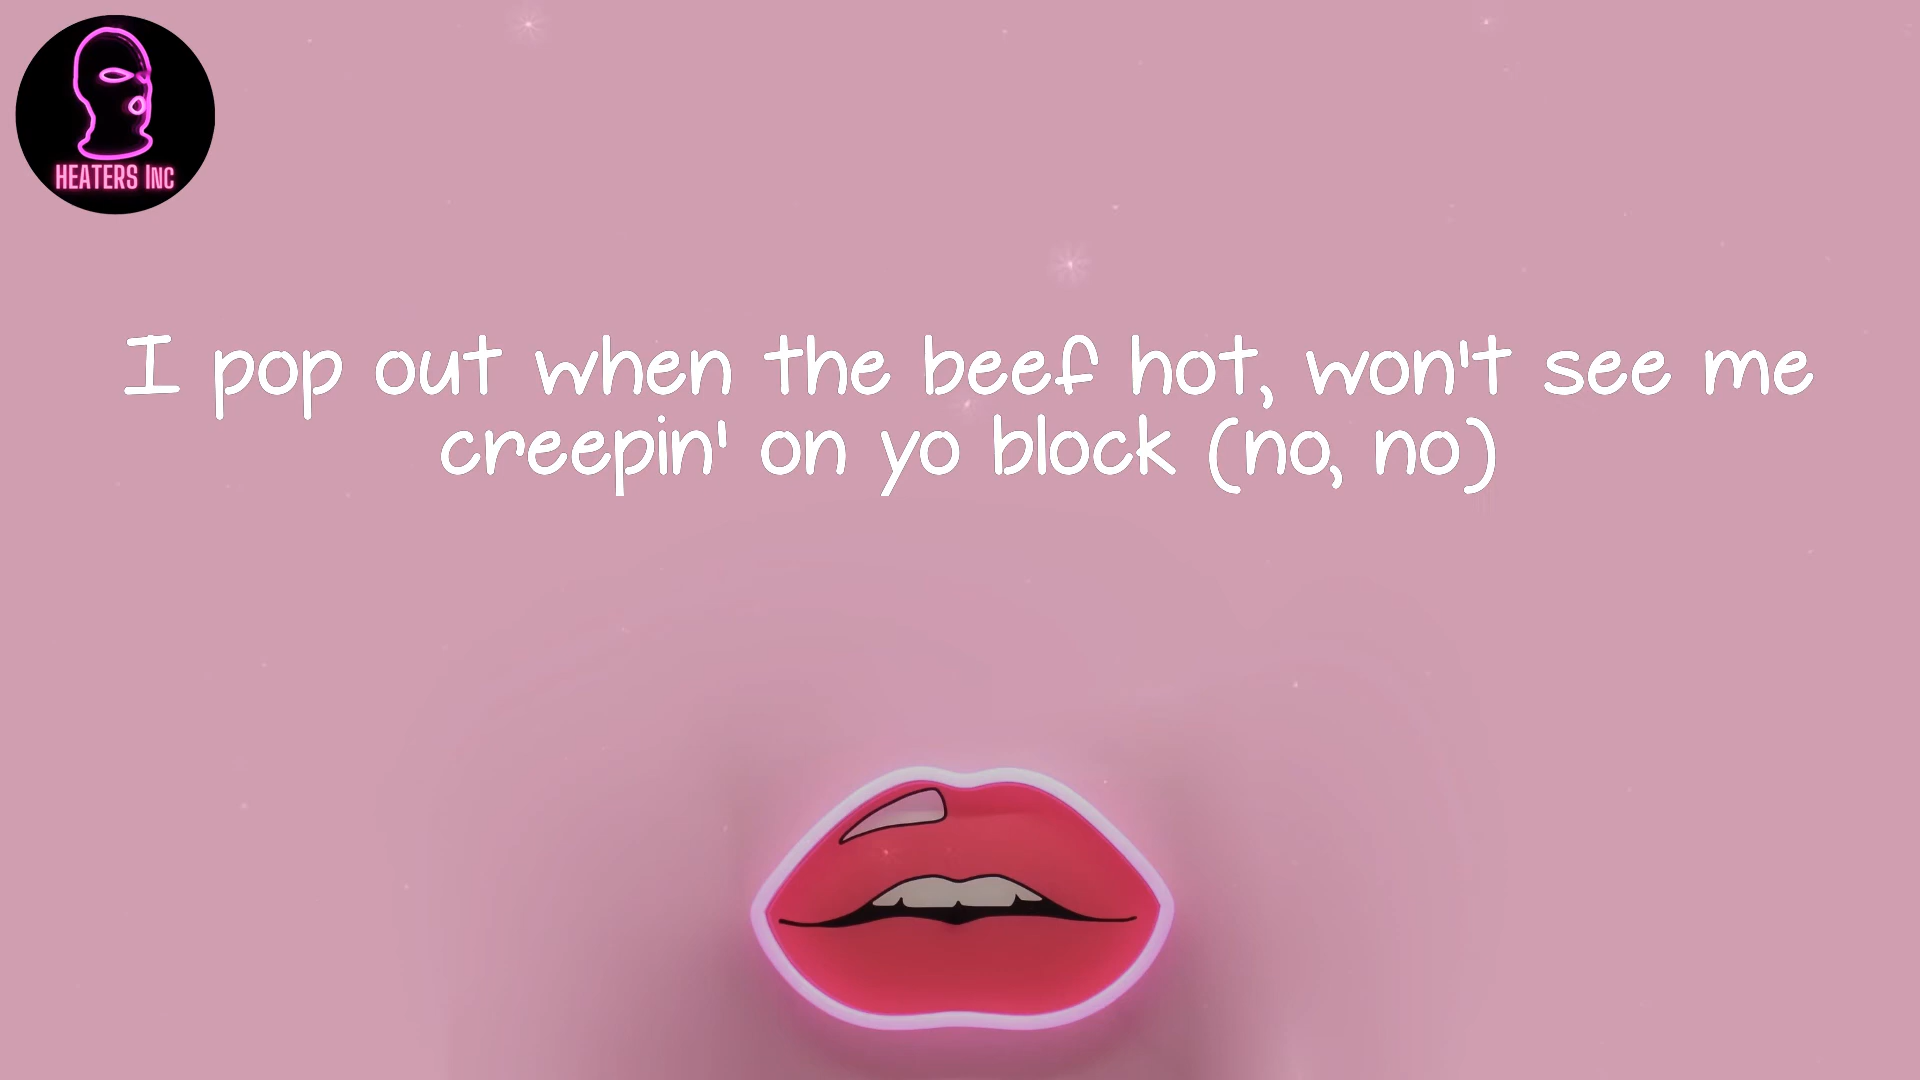 HEATERS INC
I pop out when the beef hot, won't see me
creepin' on yo block (no, no)